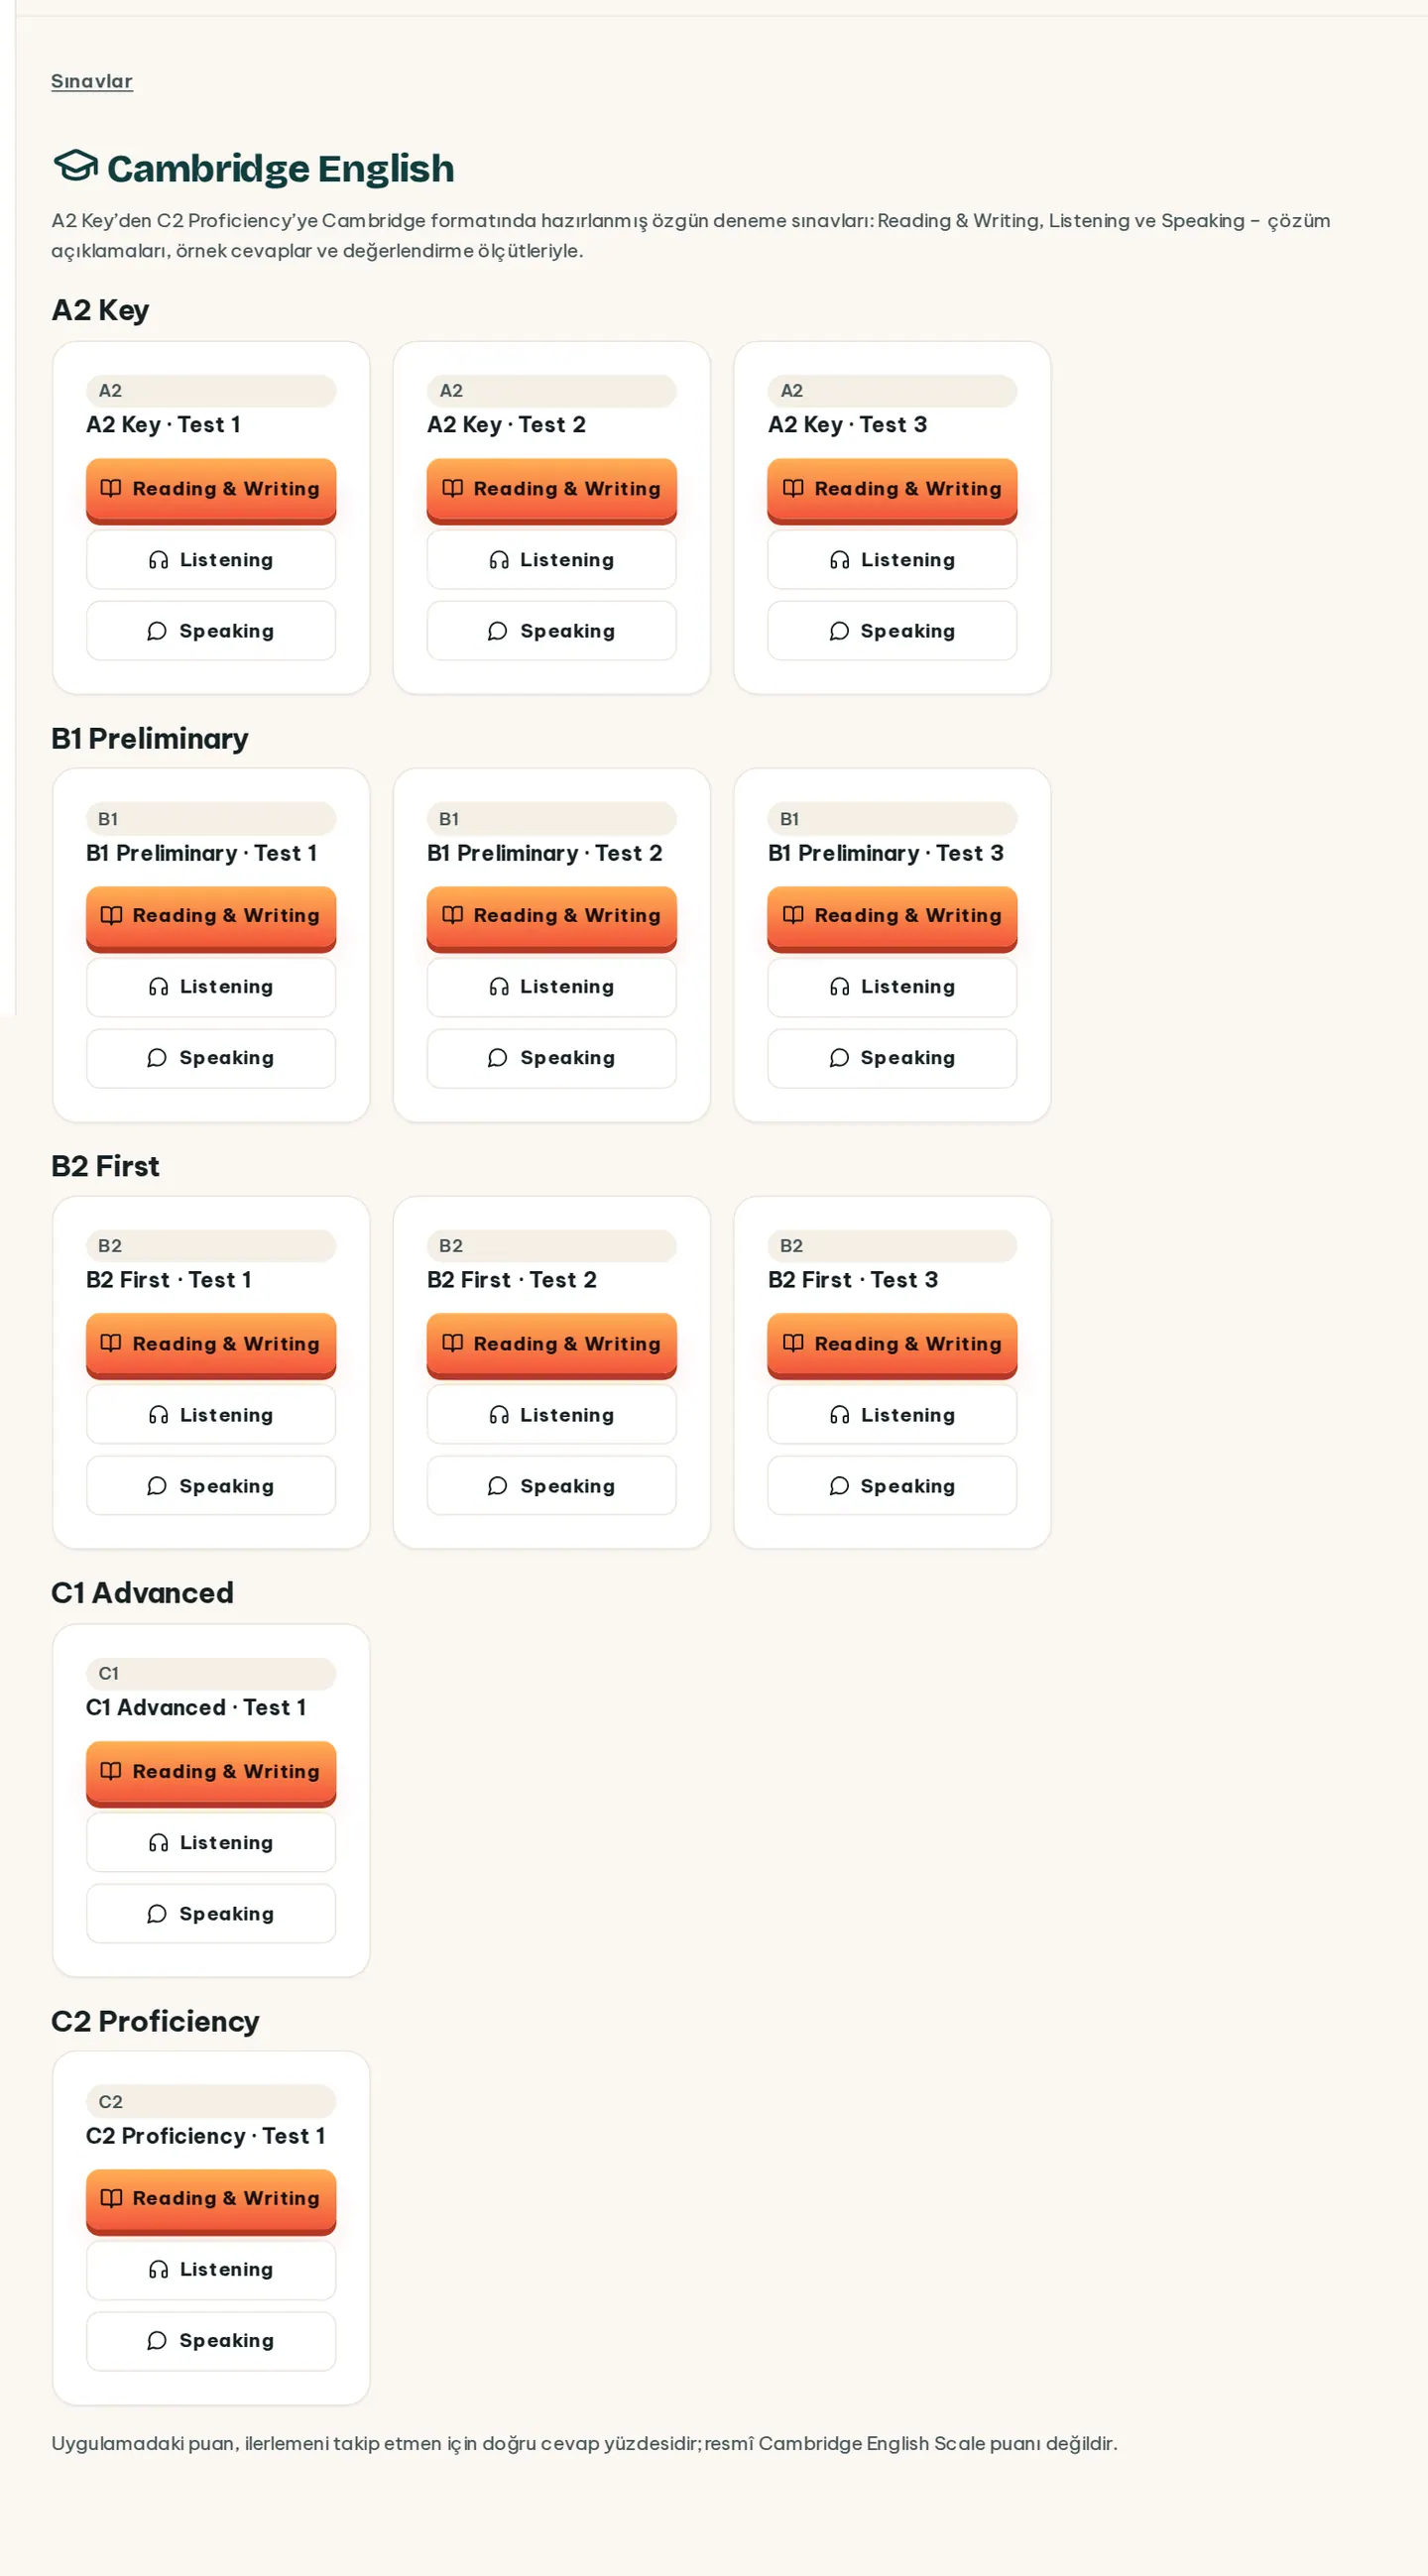 Sınavlar
Cambridge English
A2 Key’den C2 Proficiency’ye Cambridge formatında hazırlanmış özgün deneme sınavları: Reading & Writing, Listening ve Speaking – çözüm
açıklamaları, örnek cevaplar ve değerlendirme ölçütleriyle.
A2 Key
A2
A2 Key · Test 1
Reading & Writing
Listening
Speaking
A2
A2 Key · Test 2
Reading & Writing
Listening
Speaking
A2
A2 Key · Test 3
Reading & Writing
Listening
Speaking
B1 Preliminary
B1
B1 Preliminary · Test 1
Reading & Writing
Listening
Speaking
B1
B1 Preliminary · Test 2
Reading & Writing
Listening
Speaking
B1
B1 Preliminary · Test 3
Reading & Writing
Listening
Speaking
B2 First
B2
B2 First · Test 1
Reading & Writing
Listening
Speaking
B2
B2 First · Test 2
Reading & Writing
Listening
Speaking
B2
B2 First · Test 3
Reading & Writing
Listening
Speaking
C1 Advanced
C1
C1 Advanced · Test 1
Reading & Writing
Listening
Speaking
C2 Proficiency
C2
C2 Proficiency · Test 1
Reading & Writing
Listening
Speaking
Uygulamadaki puan, ilerlemeni takip etmen için doğru cevap yüzdesidir; resmî Cambridge English Scale puanı değildir.